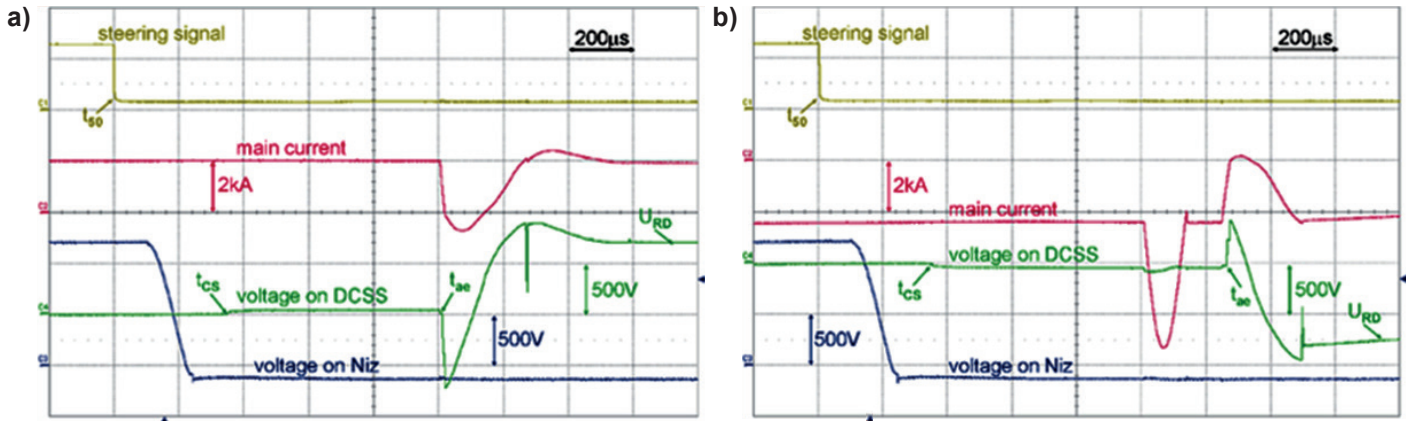 a)
steering signal
200µs
t50
main current
2kA
URD
tcs
voltage on DCSS
tae
500V
500V
voltage on Niz
b)
steering signal
200µs
t50
2kA
main current
voltage on DCSS
tcs
tae
500V
500V
URD
voltage on Niz